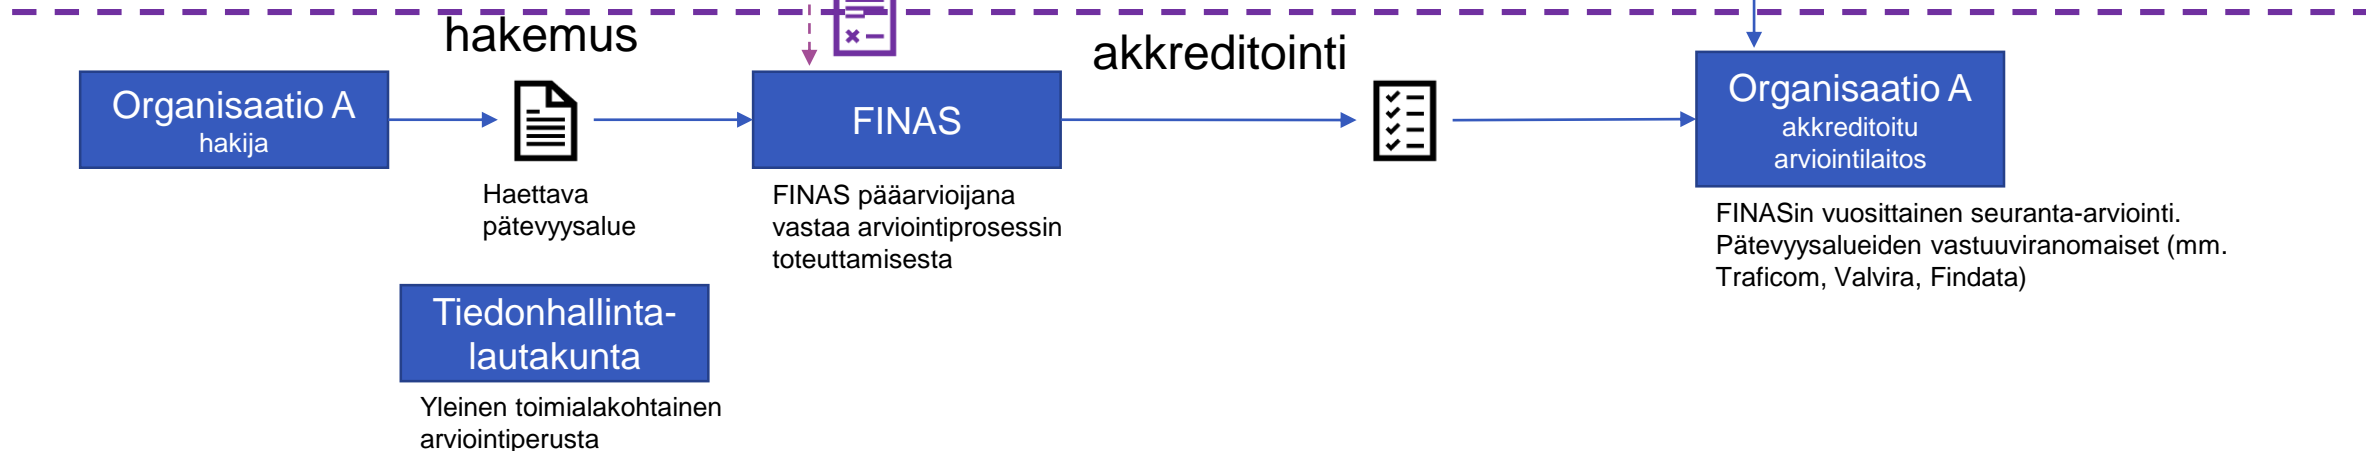 hakemus
akkreditointi
Organisaatio A
hakija
FINAS
Organisaatio A
akkreditoitu
arviointilaitos
Haettava
pätevyysalue
FINAS pääarvioijana
vastaa arviointiprosessin
toteuttamisesta
FINASin vuosittainen seuranta-arviointi.
Pätevyysalueiden vastuuviranomaiset (mm.
Traficom, Valvira, Findata)
Tiedonhallinta-
lautakunta
Yleinen toimialakohtainen
arviointiperusta